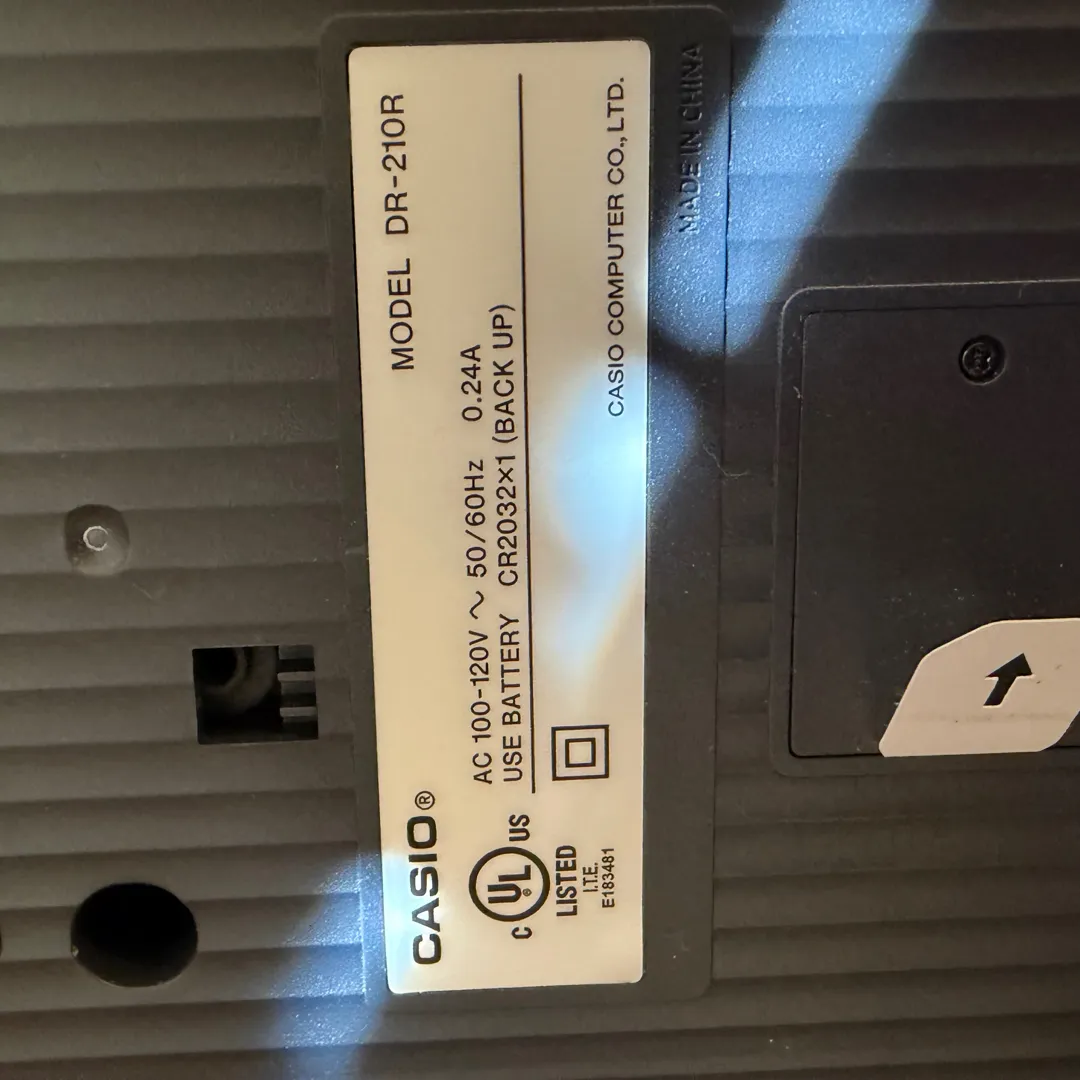 CASIO®
MODEL DR-210R
AC 100-120V ~ 50/60Hz 0.24A
USE BATTERY CR2032×1 (BACK UP)
C UL® US
LISTED
I.T.E.
E183481
CASIO COMPUTER CO.,LTD.
MADE IN CHINA